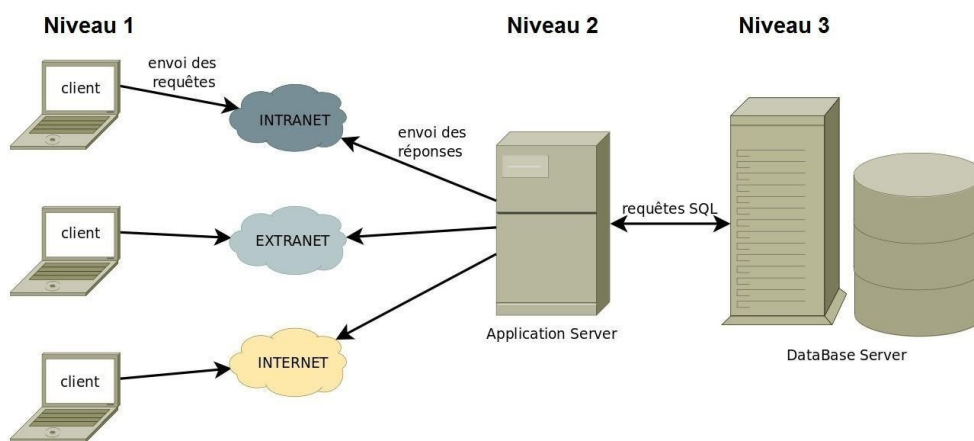 Niveau 1
Niveau 2
Niveau 3
client
envoi des
requêtes
INTRANET
envoi des
réponses
client
EXTRANET
requêtes SQL
client
INTERNET
Application Server
DataBase Server